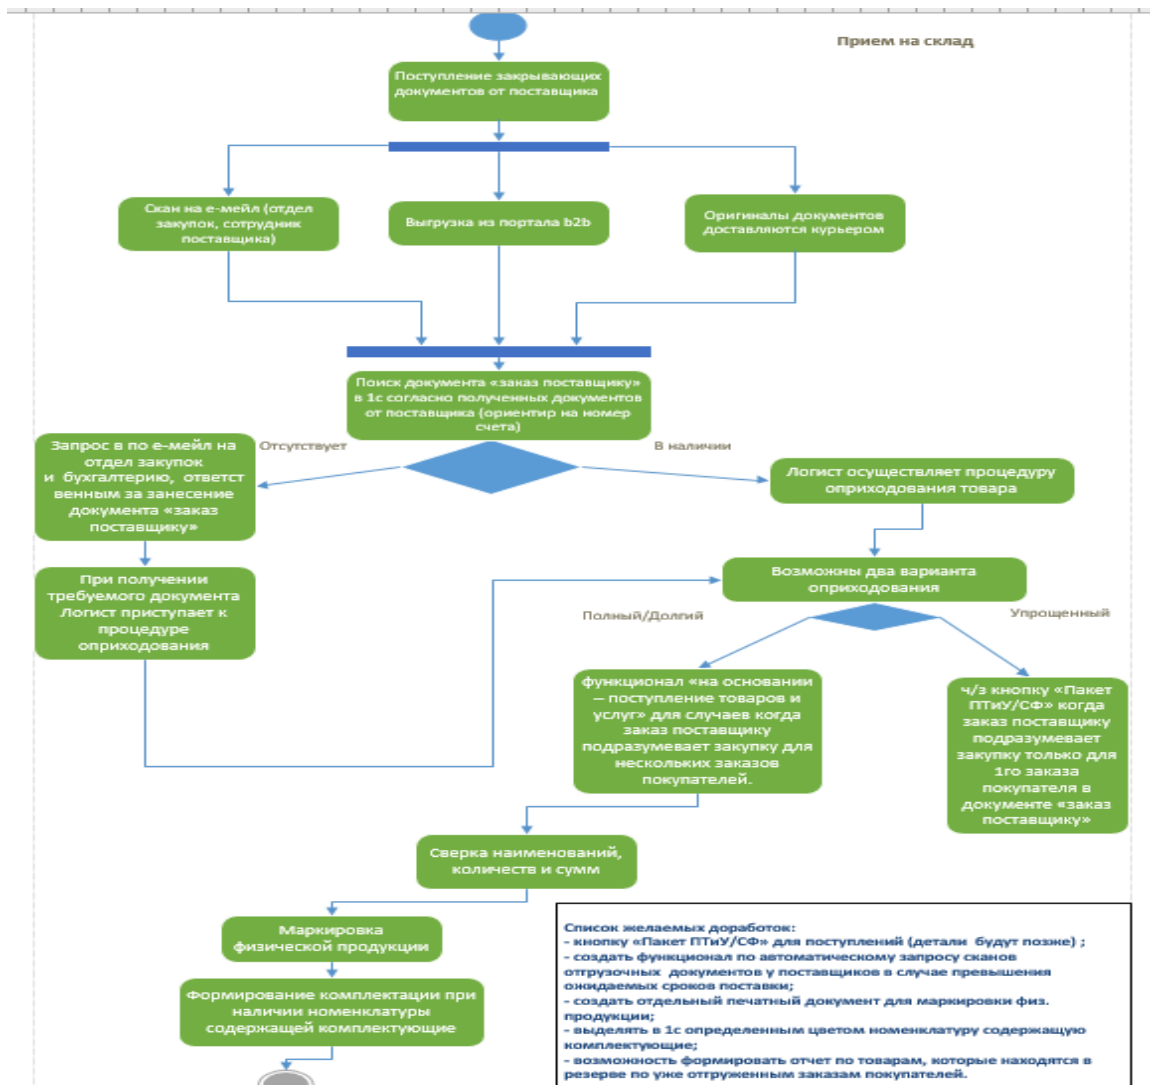 Прием на склад
Поступление закрывающих
документов от поставщика
Скан на е-мейл (отдел
закупок, сотрудник
поставщика)
Выгрузка из портала b2b
Оригиналы документов
доставляются курьером
Поиск документа «заказ поставщику»
в 1с согласно полученных документов
от поставщика (ориентир на номер
счета)
Отсутствует
В наличии
Запрос в по е-мейл на
отдел закупок
и бухгалтерию, ответст
венным за занесение
документа «заказ
поставщику»
Логист осуществляет процедуру
оприходования товара
При получении
требуемого документа
Логист приступает к
процедуре
оприходования
Возможны два варианта
оприходования
Полный/Долгий
Упрощенный
функционал «на основании
– поступление товаров и
услуг» для случаев когда
заказ поставщику
подразумевает закупку для
нескольких заказов
покупателей.
ч/з кнопку «Пакет
ПТиУ/СФ» когда
заказ поставщику
подразумевает
закупку только для
1го заказа
покупателя в
документе «заказ
поставщику»
Сверка наименований,
количеств и сумм
Маркировка
физической продукции
Формирование комплектации при
наличии номенклатуры
содержащей комплектующие
Список желаемых доработок:
- кнопку «Пакет ПТиУ/СФ» для поступлений (детали будут позже) ;
- создать функционал по автоматическому запросу сканов
отгрузочных документов у поставщиков в случае превышения
ожидаемых сроков поставки;
- создать отдельный печатный документ для маркировки физ.
продукции;
- выделять в 1с определенным цветом номенклатуру содержащую
комплектующие;
- возможность формировать отчет по товарам, которые находятся в
резерве по уже отгруженным заказам покупателей.